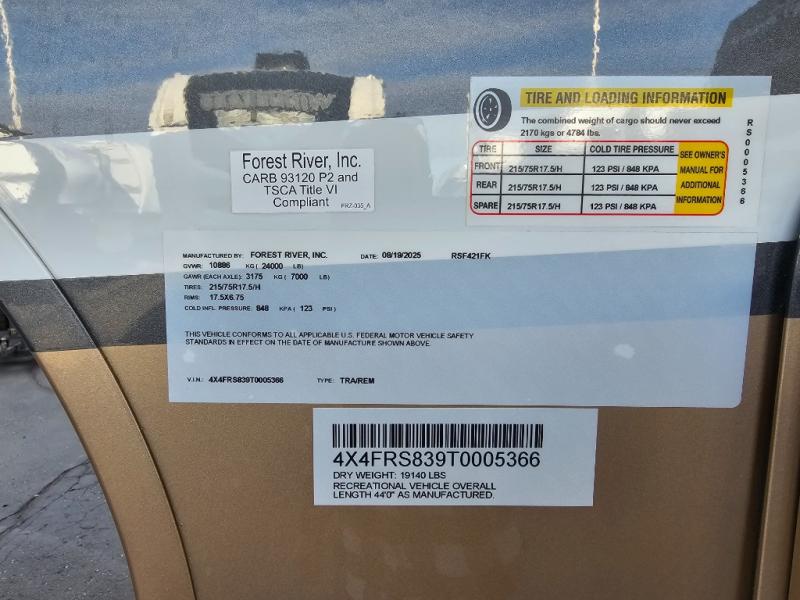 TIRE AND LOADING INFORMATION
The combined weight of cargo should never exceed
2170 kgs or 4784 lbs.
TIRE SIZE COLD TIRE PRESSURE
FRONT 215/75R17.5/H 123 PSI / 848 KPA
REAR 215/75R17.5/H 123 PSI / 848 KPA
SPARE 215/75R17.5/H 123 PSI / 848 KPA
SEE OWNER'S
MANUAL FOR
ADDITIONAL
INFORMATION
RS0005366
Forest River, Inc.
CARB 93120 P2 and
TSCA Title VI
Compliant
MANUFACTURED BY: FOREST RIVER, INC. DATE: 08/19/2025 RSF421FK
GVWR: 10886 KG ( 24000 LB)
GAWR (EACH AXLE): 3175 KG ( 7000 LB)
TIRES: 215/75R17.5/H
RIMS: 17.5X6.75
COLD INFL. PRESSURE: 848 KPA ( 123 PSI )
THIS VEHICLE CONFORMS TO ALL APPLICABLE U.S. FEDERAL MOTOR VEHICLE SAFETY
STANDARDS IN EFFECT ON THE DATE OF MANUFACTURE SHOWN ABOVE.
V.I.N.: 4X4FRS839T0005366 TYPE: TRA/REM
4X4FRS839T0005366
DRY WEIGHT: 19140 LBS
RECREATIONAL VEHICLE OVERALL
LENGTH 44'0" AS MANUFACTURED.